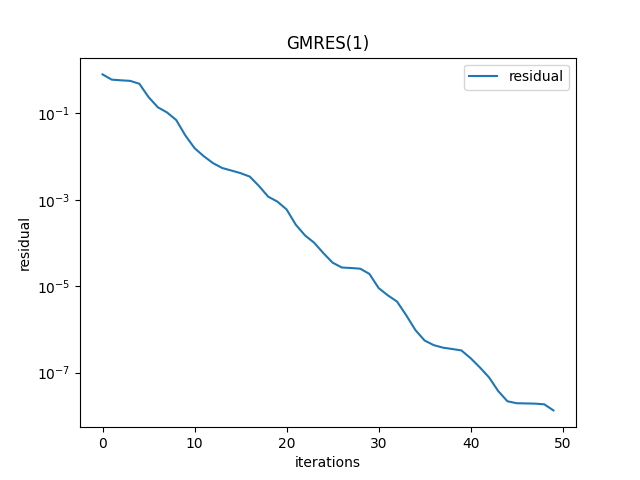 GMRES(1)
residual
10⁻¹
10⁻³
10⁻⁵
10⁻⁷
residual
0 10 20 30 40 50
iterations